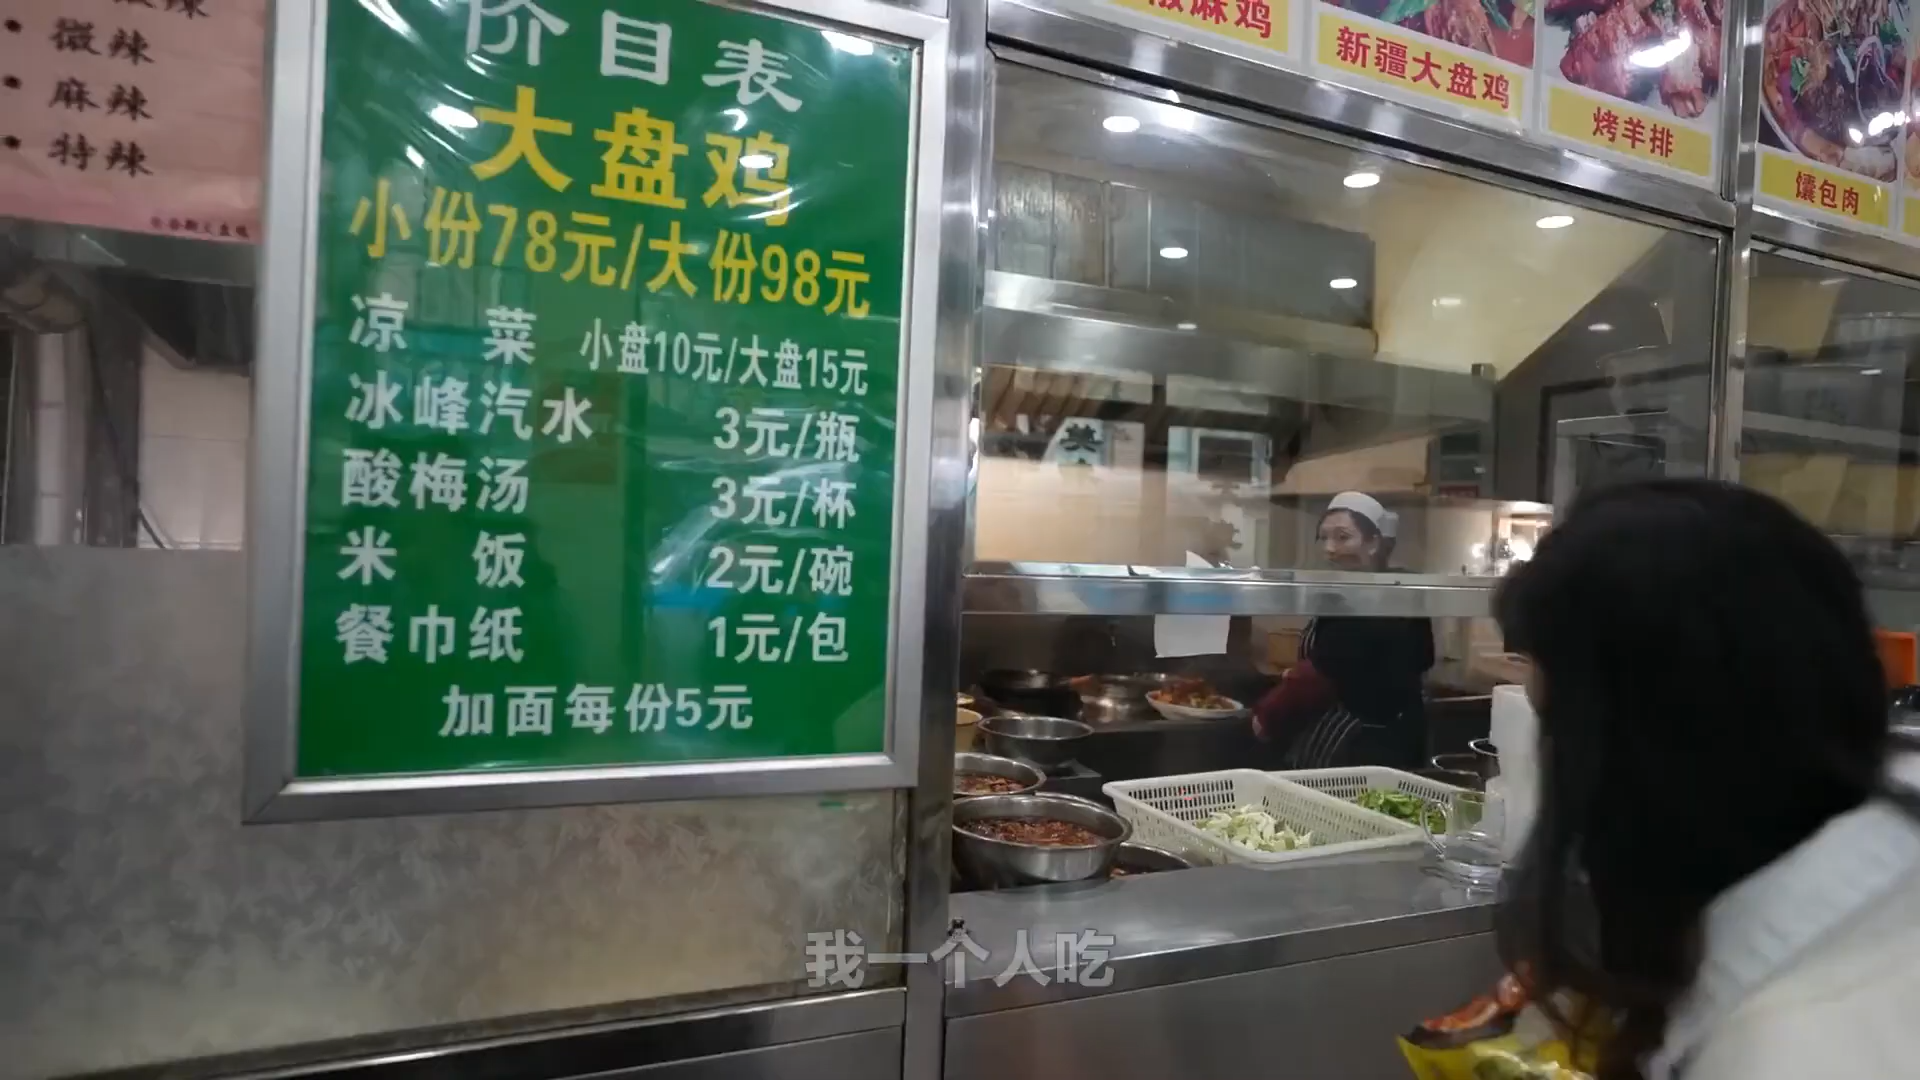 微辣
麻辣
特辣
价目表
大盘鸡
小份78元/大份98元
凉菜 小盘10元/大盘15元
冰峰汽水 3元/瓶
酸梅汤 3元/杯
米饭 2元/碗
餐巾纸 1元/包
加面每份5元
椒麻鸡
新疆大盘鸡
烤羊排
馕包肉
我一个人吃